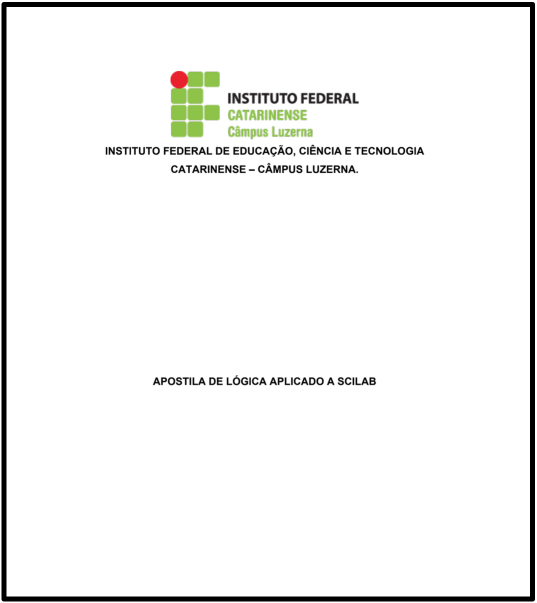 INSTITUTO FEDERAL
CATARINENSE
Câmpus Luzerna
INSTITUTO FEDERAL DE EDUCAÇÃO, CIÊNCIA E TECNOLOGIA
CATARINENSE – CÂMPUS LUZERNA.
APOSTILA DE LÓGICA APLICADO A SCILAB